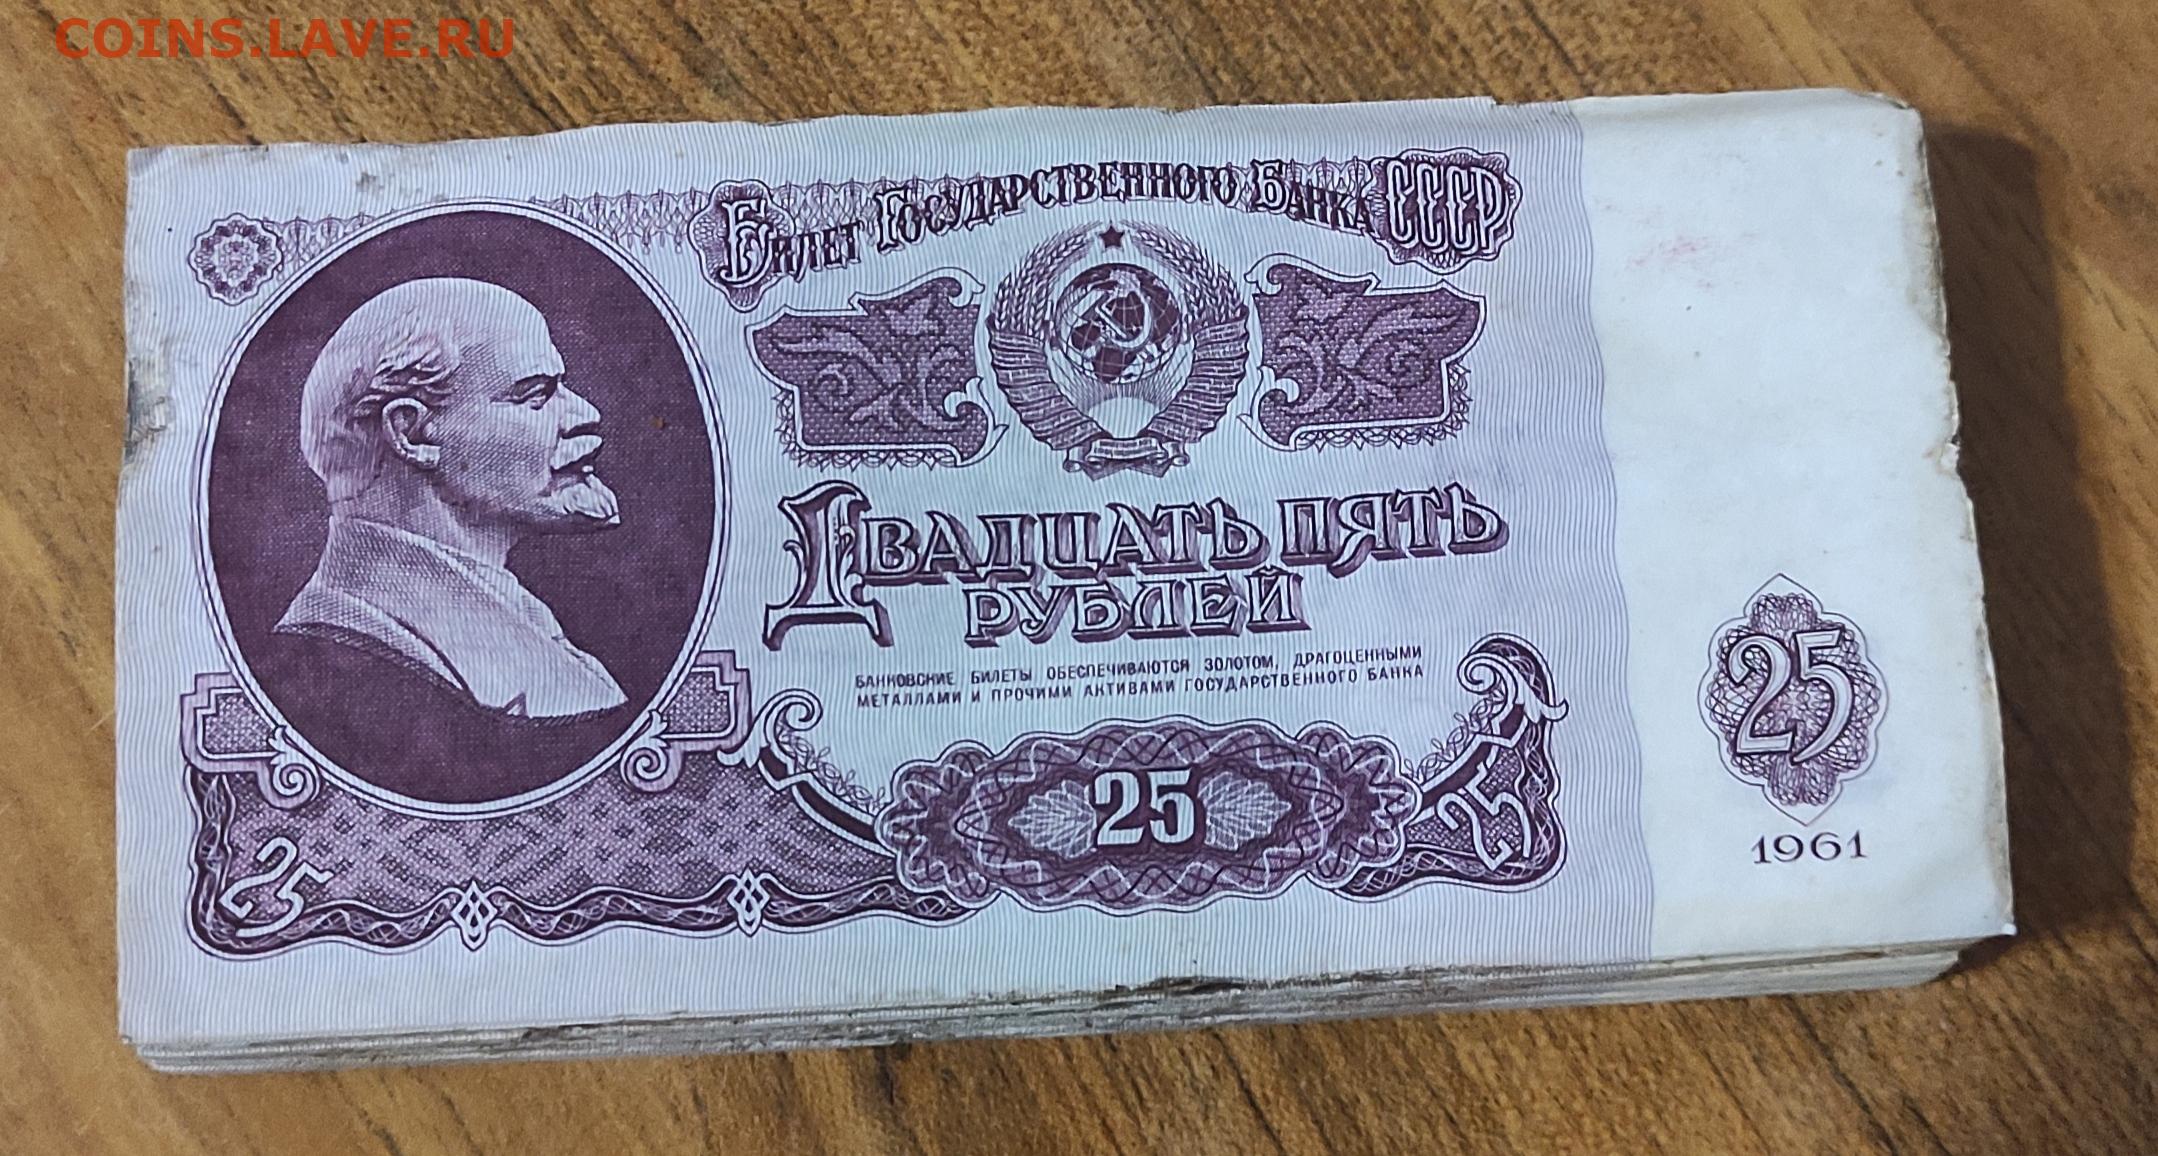 COINS.LAVE.RU
Билет Государственного Банка СССР
Двадцать пять
рублей
БАНКОВСКИЕ БИЛЕТЫ ОБЕСПЕЧИВАЮТСЯ ЗОЛОТОМ, ДРАГОЦЕННЫМИ
МЕТАЛЛАМИ И ПРОЧИМИ АКТИВАМИ ГОСУДАРСТВЕННОГО БАНКА
25
25
25
25
1961